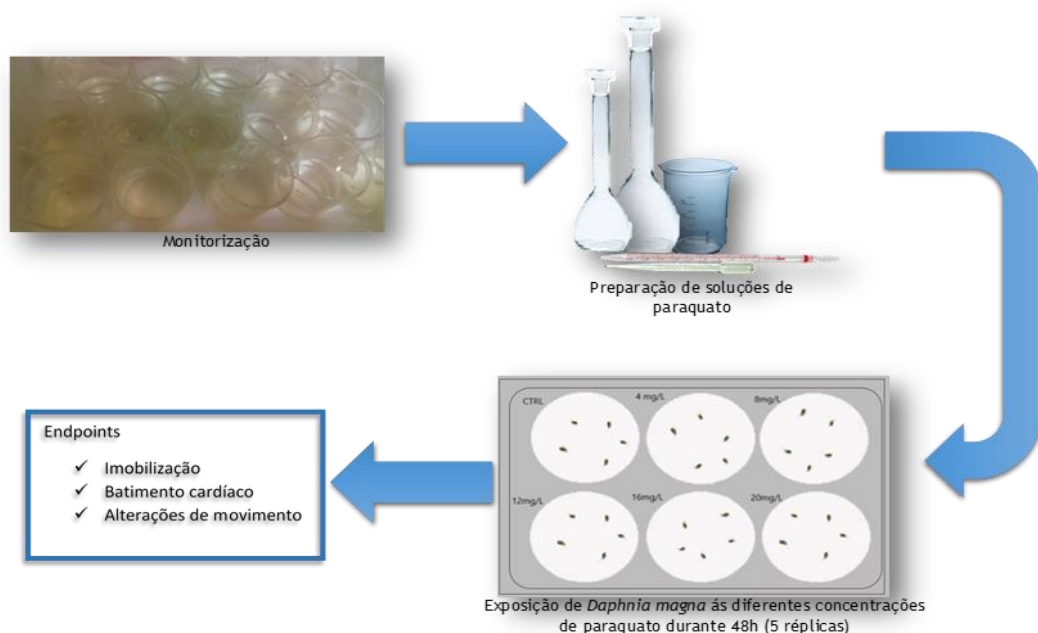 Monitorização
Preparação de soluções de
paraquato
CTRL
4 mg/L
8mg/L
12mg/L
16mg/L
20mg/L
Exposição de Daphnia magna ás diferentes concentrações
de paraquato durante 48h (5 réplicas)
Endpoints
✓ Imobilização
✓ Batimento cardíaco
✓ Alterações de movimento